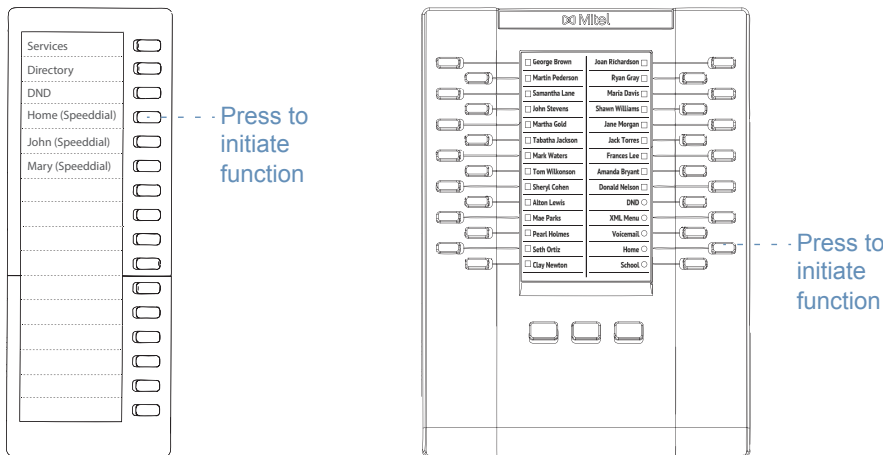 Services
Directory
DND
Home (Speeddial)
John (Speeddial)
Mary (Speeddial)
Press to
initiate
function
Mitel
George Brown
Martin Pederson
Samantha Lane
John Stevens
Martha Gold
Tabatha Jackson
Mark Waters
Tom Wilkonson
Sheryl Cohen
Alton Lewis
Mae Parks
Pearl Holmes
Seth Ortiz
Clay Newton
Joan Richardson
Ryan Gray
Maria Davis
Shawn Williams
Jane Morgan
Jack Torres
Frances Lee
Amanda Bryant
Donald Nelson
DND
XML Menu
Voicemail
Home
School
Press to
initiate
function